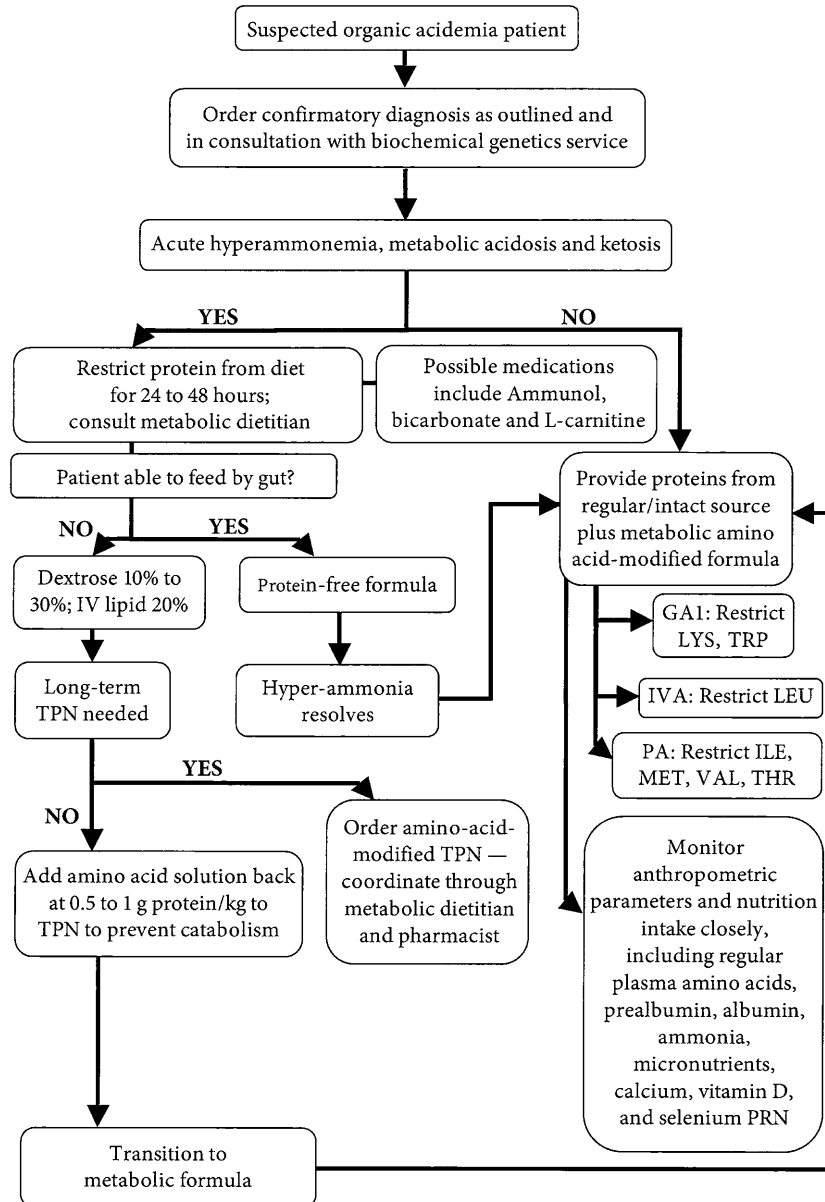 Suspected organic acidemia patient
Order confirmatory diagnosis as outlined and
in consultation with biochemical genetics service
Acute hyperammonemia, metabolic acidosis and ketosis
YES
NO
Restrict protein from diet
for 24 to 48 hours;
consult metabolic dietitian
Possible medications
include Ammunol,
bicarbonate and L-carnitine
Patient able to feed by gut?
Provide proteins from
regular/intact source
plus metabolic amino
acid-modified formula
NO
YES
Dextrose 10% to
30%; IV lipid 20%
Protein-free formula
GA1: Restrict
LYS, TRP
Long-term
TPN needed
Hyper-ammonia
resolves
IVA: Restrict LEU
PA: Restrict ILE,
MET, VAL, THR
YES
NO
Order amino-acid-
modified TPN —
coordinate through
metabolic dietitian
and pharmacist
Add amino acid solution back
at 0.5 to 1 g protein/kg to
TPN to prevent catabolism
Monitor
anthropometric
parameters and nutrition
intake closely,
including regular
plasma amino acids,
prealbumin, albumin,
ammonia,
micronutrients,
calcium, vitamin D,
and selenium PRN
Transition to
metabolic formula